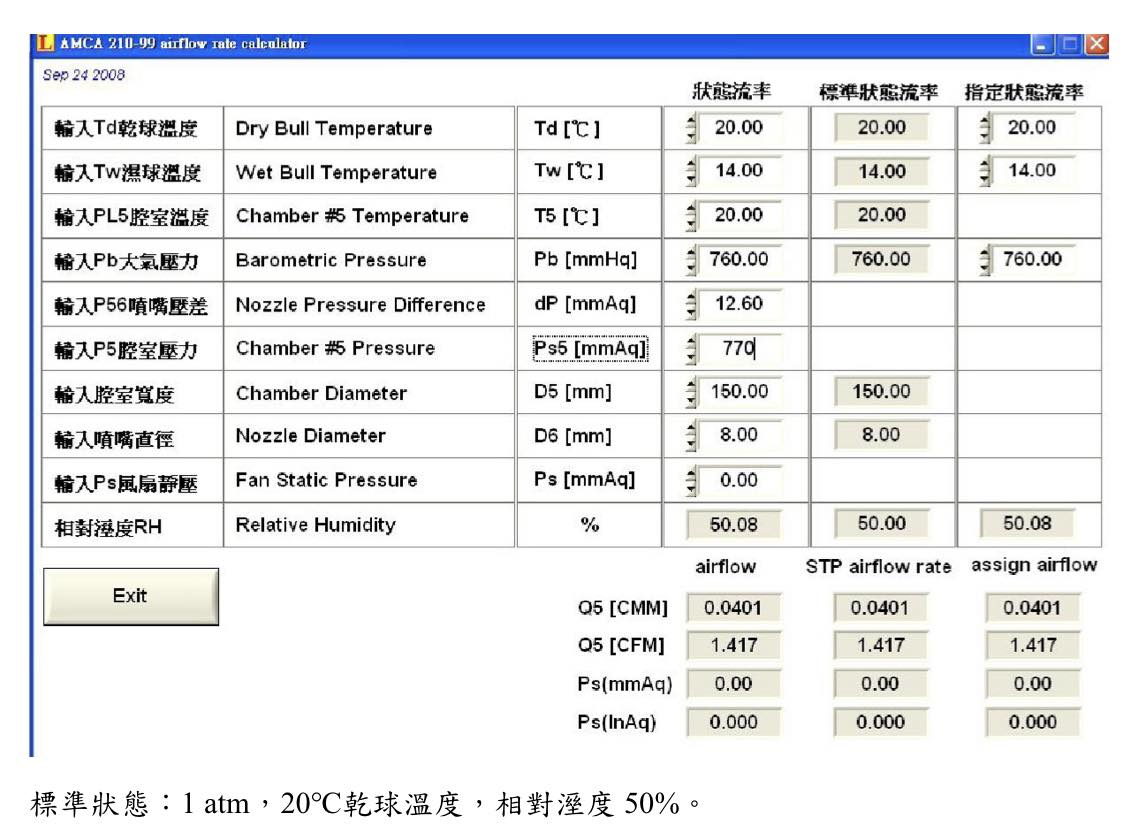 AMCA 210-99 airflow rate calculator
Sep 24 2008
狀態流率 標準狀態流率 指定狀態流率
輸入Td乾球溫度 Dry Bull Temperature Td [℃] 20.00 20.00 20.00
輸入Tw濕球溫度 Wet Bull Temperature Tw [℃] 14.00 14.00 14.00
輸入PL5腔室溫度 Chamber #5 Temperature T5 [℃] 20.00 20.00
輸入Pb大氣壓力 Barometric Pressure Pb [mmHq] 760.00 760.00 760.00
輸入P56噴嘴壓差 Nozzle Pressure Difference dP [mmAq] 12.60
輸入P5腔室壓力 Chamber #5 Pressure Ps5 [mmAq] 770
輸入腔室寬度 Chamber Diameter D5 [mm] 150.00 150.00
輸入噴嘴直徑 Nozzle Diameter D6 [mm] 8.00 8.00
輸入Ps風扇靜壓 Fan Static Pressure Ps [mmAq] 0.00
相對溼度RH Relative Humidity % 50.08 50.00 50.08
airflow STP airflow rate assign airflow
Exit
Q5 [CMM] 0.0401 0.0401 0.0401
Q5 [CFM] 1.417 1.417 1.417
Ps(mmAq) 0.00 0.00 0.00
Ps(InAq) 0.000 0.000 0.000
標準狀態：1 atm，20℃乾球溫度，相對溼度 50%。